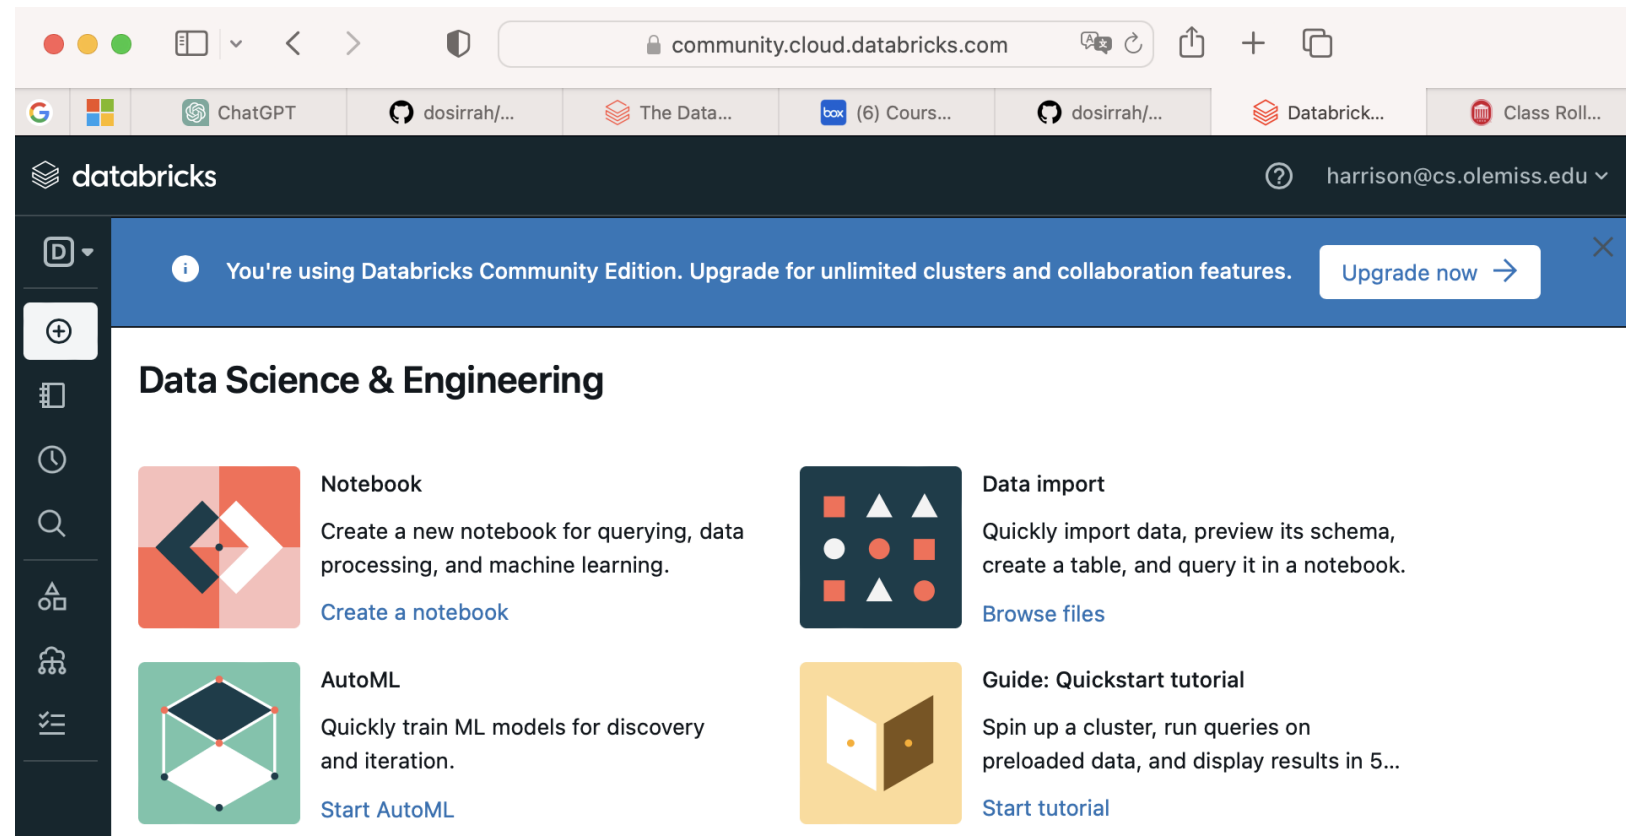 community.cloud.databricks.com
ChatGPT
dosirrah/...
The Data...
box
(6) Cours...
dosirrah/...
Databrick...
Class Roll...
databricks
harrison@cs.olemiss.edu
D
You're using Databricks Community Edition. Upgrade for unlimited clusters and collaboration features.
Upgrade now
Data Science & Engineering
Notebook
Create a new notebook for querying, data
processing, and machine learning.
Create a notebook
Data import
Quickly import data, preview its schema,
create a table, and query it in a notebook.
Browse files
AutoML
Quickly train ML models for discovery
and iteration.
Start AutoML
Guide: Quickstart tutorial
Spin up a cluster, run queries on
preloaded data, and display results in 5...
Start tutorial